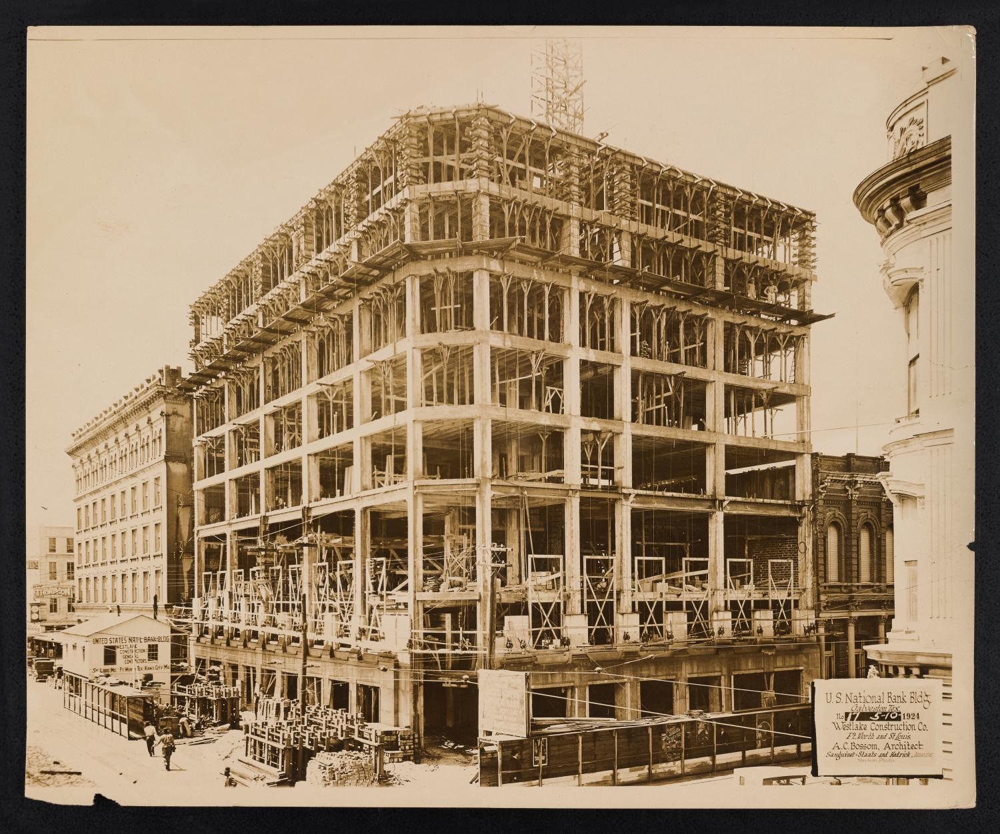 THOMPSON
UNITED STATES NAT'L BANK BLDG
WESTLAKE
CONSTRUCTION
GENERAL
CONTRACTORS
ST LOUIS MO. FT WORTH TEX. KANS CITY MO.
U. S. National Bank Bldg.
Galveston Tex.
No 17 5-10- 1924
Westlake Construction Co.
Ft. Worth and St Louis.
A. C. Bossom, Architect
Sanguinet-Staats and Hedrick, Associates
Verkin Photo